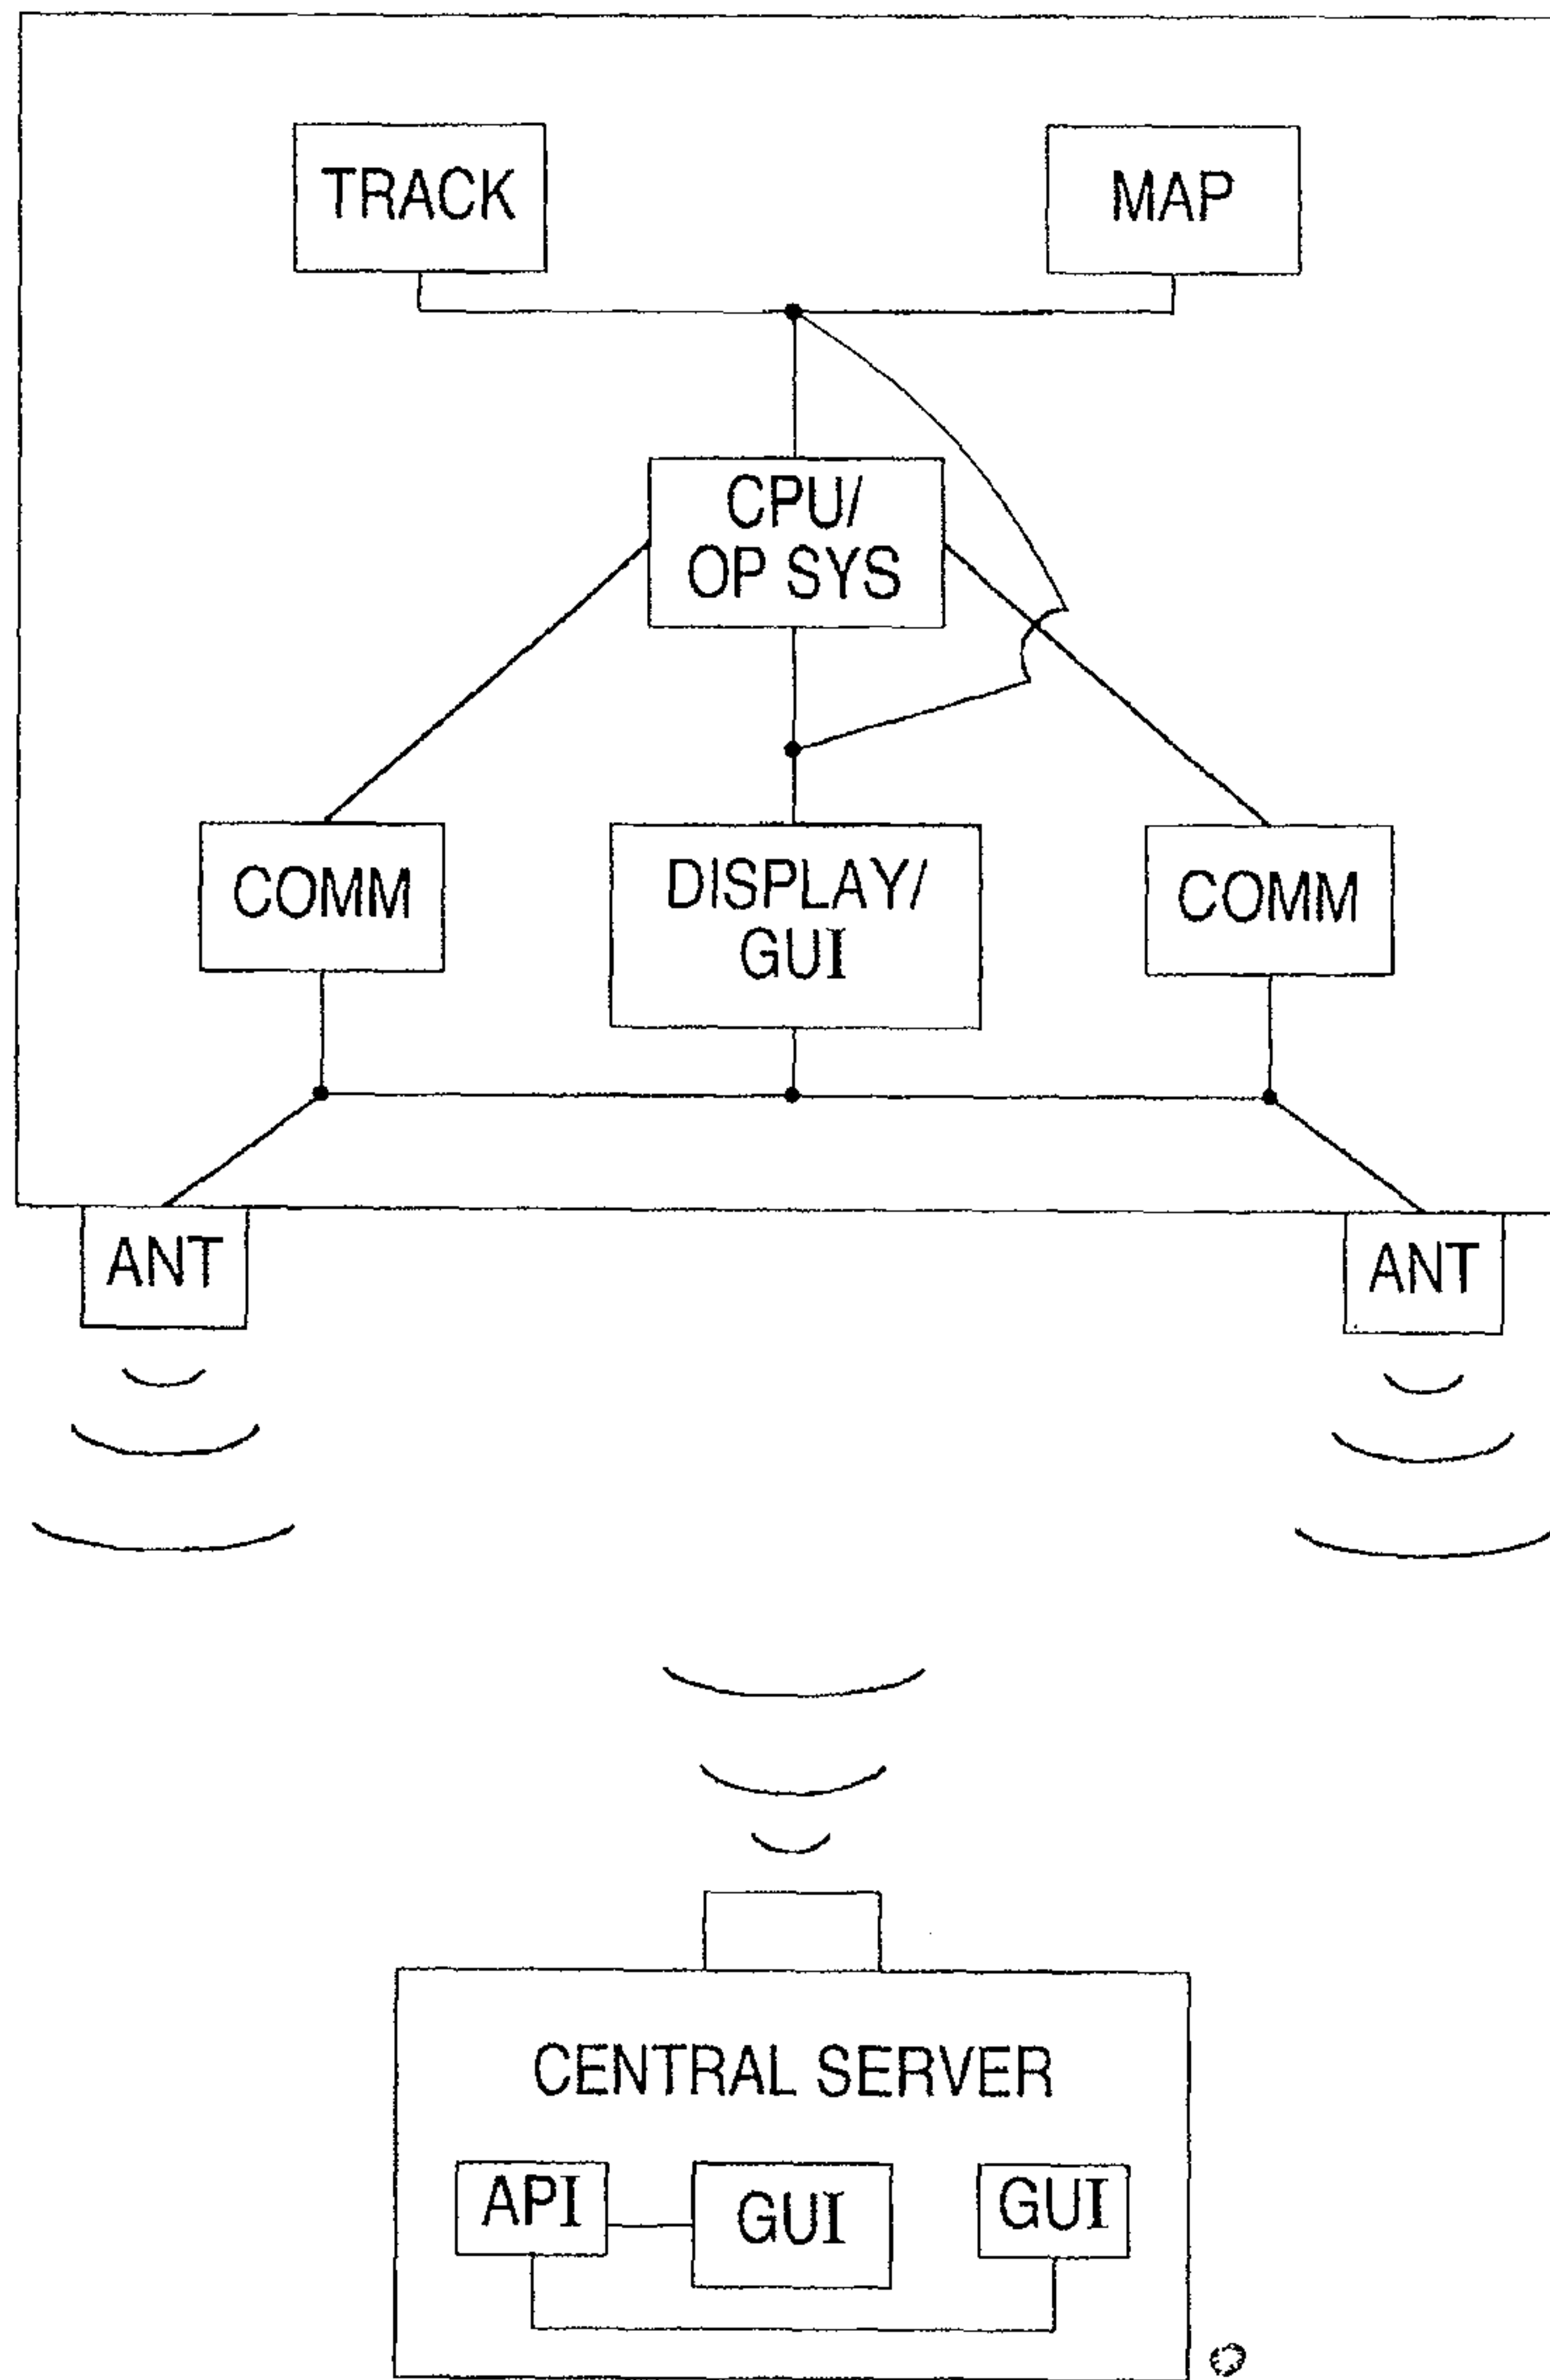 TRACK
MAP
CPU/
OP SYS
COMM
DISPLAY/
GUI
COMM
ANT
ANT
CENTRAL SERVER
API
GUI
GUI